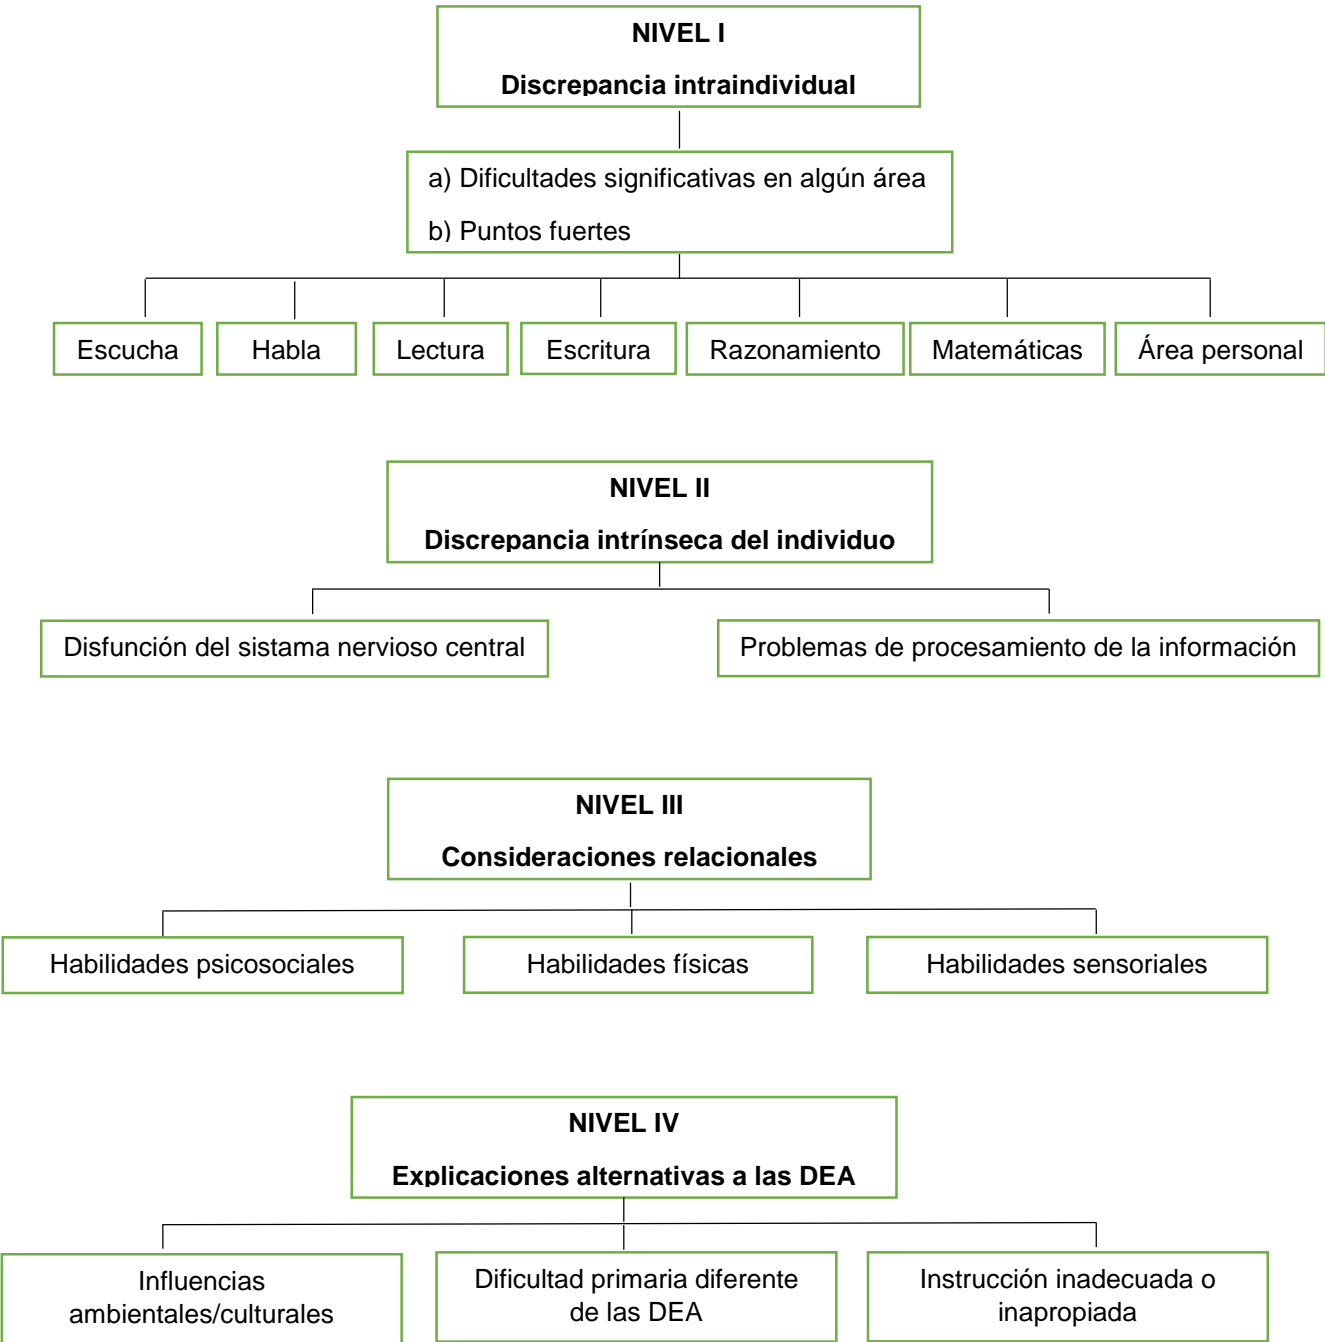 NIVEL I
Discrepancia intraindividual
a) Dificultades significativas en algún área
b) Puntos fuertes
Escucha
Habla
Lectura
Escritura
Razonamiento
Matemáticas
Área personal
NIVEL II
Discrepancia intrínseca del individuo
Disfunción del sistama nervioso central
Problemas de procesamiento de la información
NIVEL III
Consideraciones relacionales
Habilidades psicosociales
Habilidades físicas
Habilidades sensoriales
NIVEL IV
Explicaciones alternativas a las DEA
Influencias
ambientales/culturales
Dificultad primaria diferente
de las DEA
Instrucción inadecuada o
inapropiada